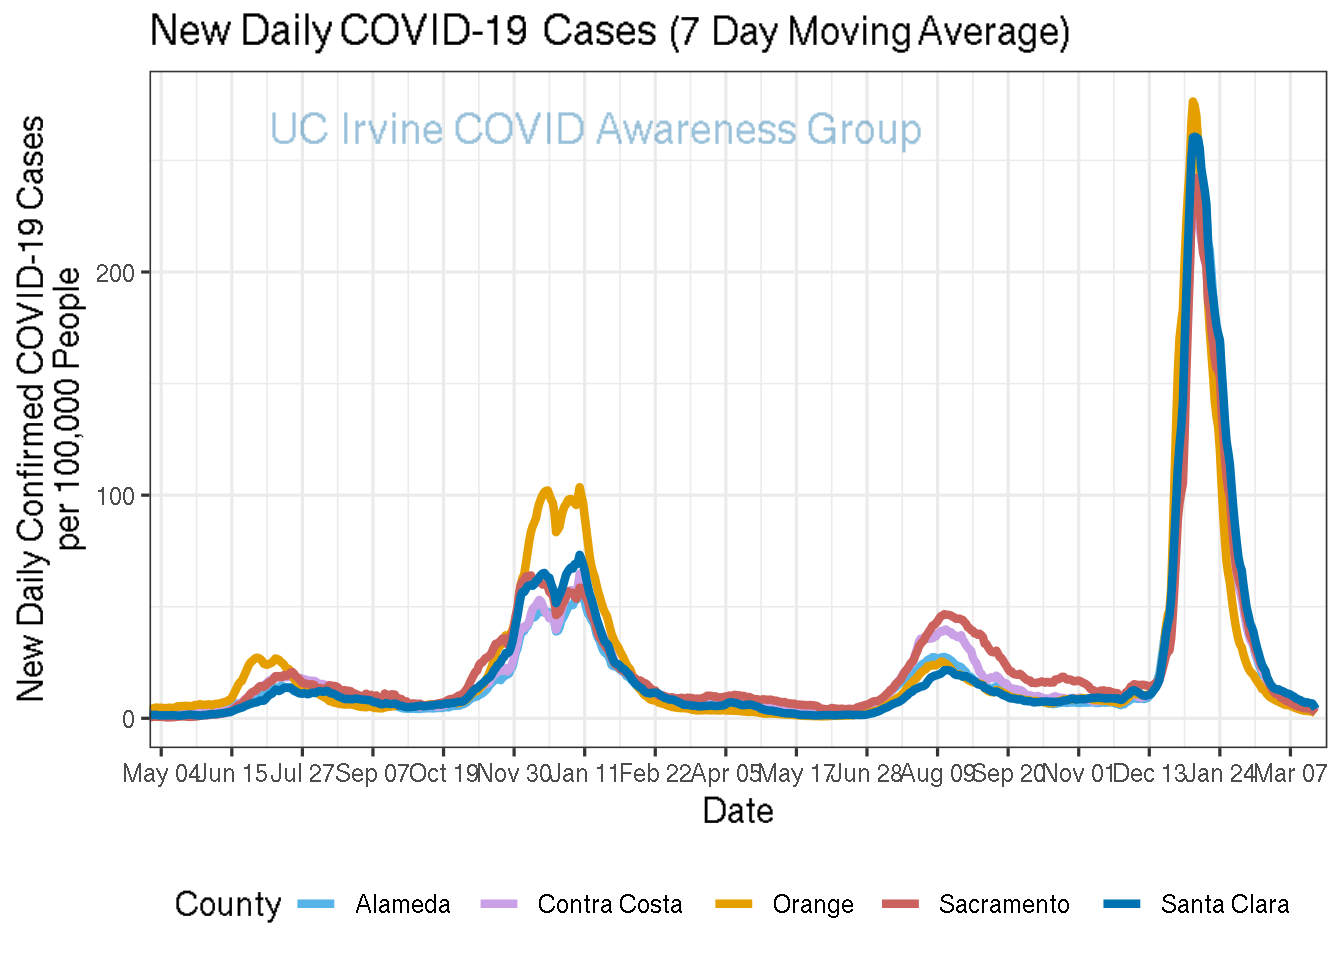 New Daily COVID-19 Cases (7 Day Moving Average)
UC Irvine COVID Awareness Group
New Daily Confirmed COVID-19 Cases
per 100,000 People
200
100
0
May 04 Jun 15 Jul 27 Sep 07 Oct 19 Nov 30 Jan 11 Feb 22 Apr 05 May 17 Jun 28 Aug 09 Sep 20 Nov 01 Dec 13 Jan 24 Mar 07
Date
County Alameda Contra Costa Orange Sacramento Santa Clara